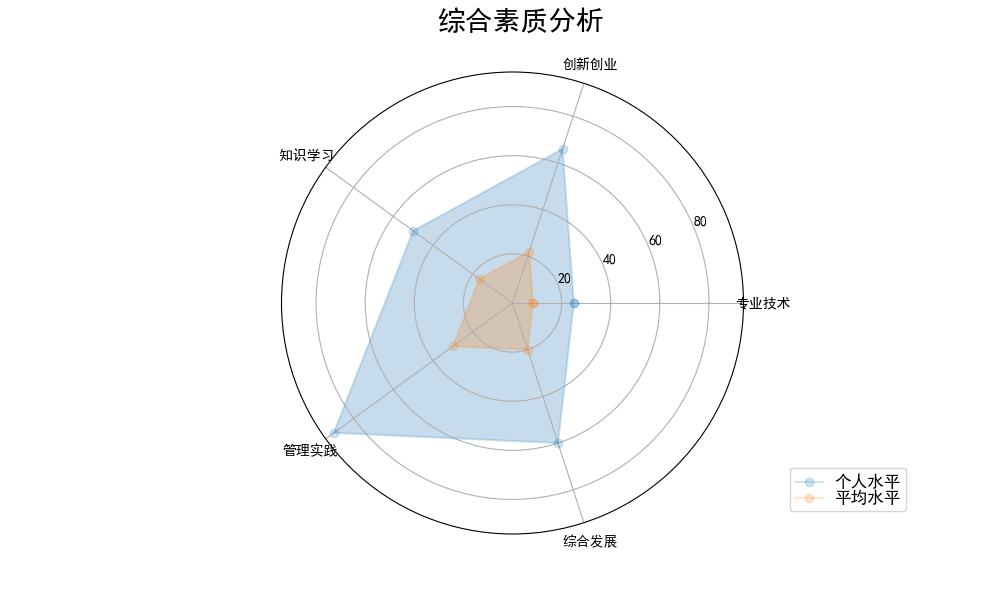 综合素质分析
创新创业
知识学习
80
60
40
20
专业技术
管理实践
个人水平
平均水平
综合发展